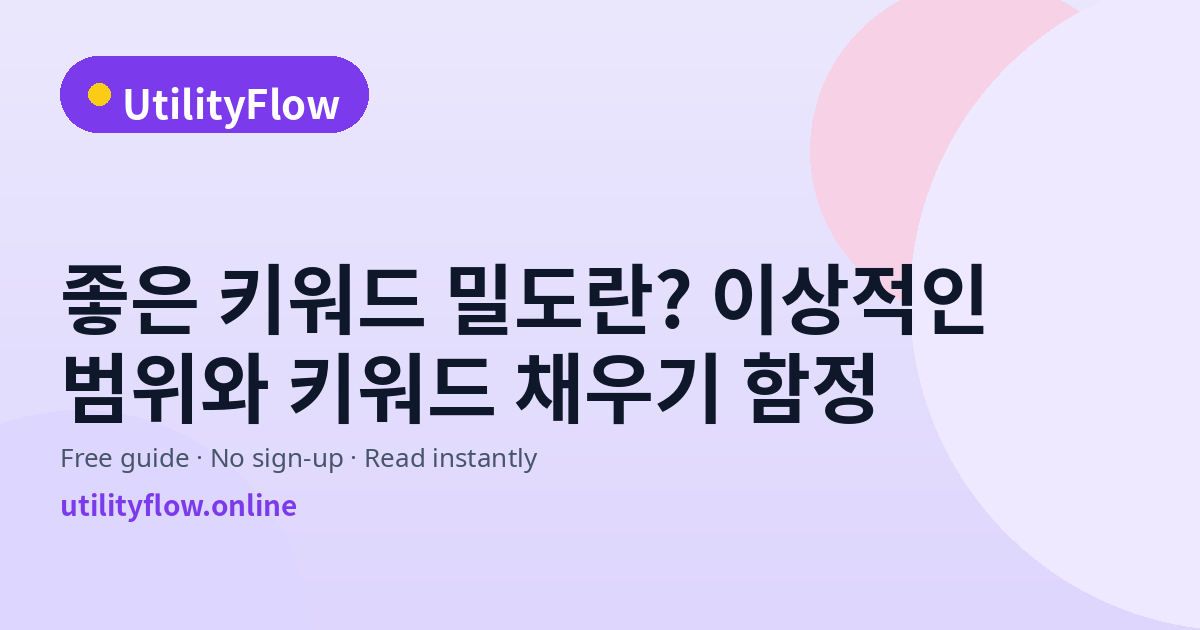 UtilityFlow
좋은 키워드 밀도란? 이상적인
범위와 키워드 채우기 함정
Free guide · No sign-up · Read instantly
utilityflow.online